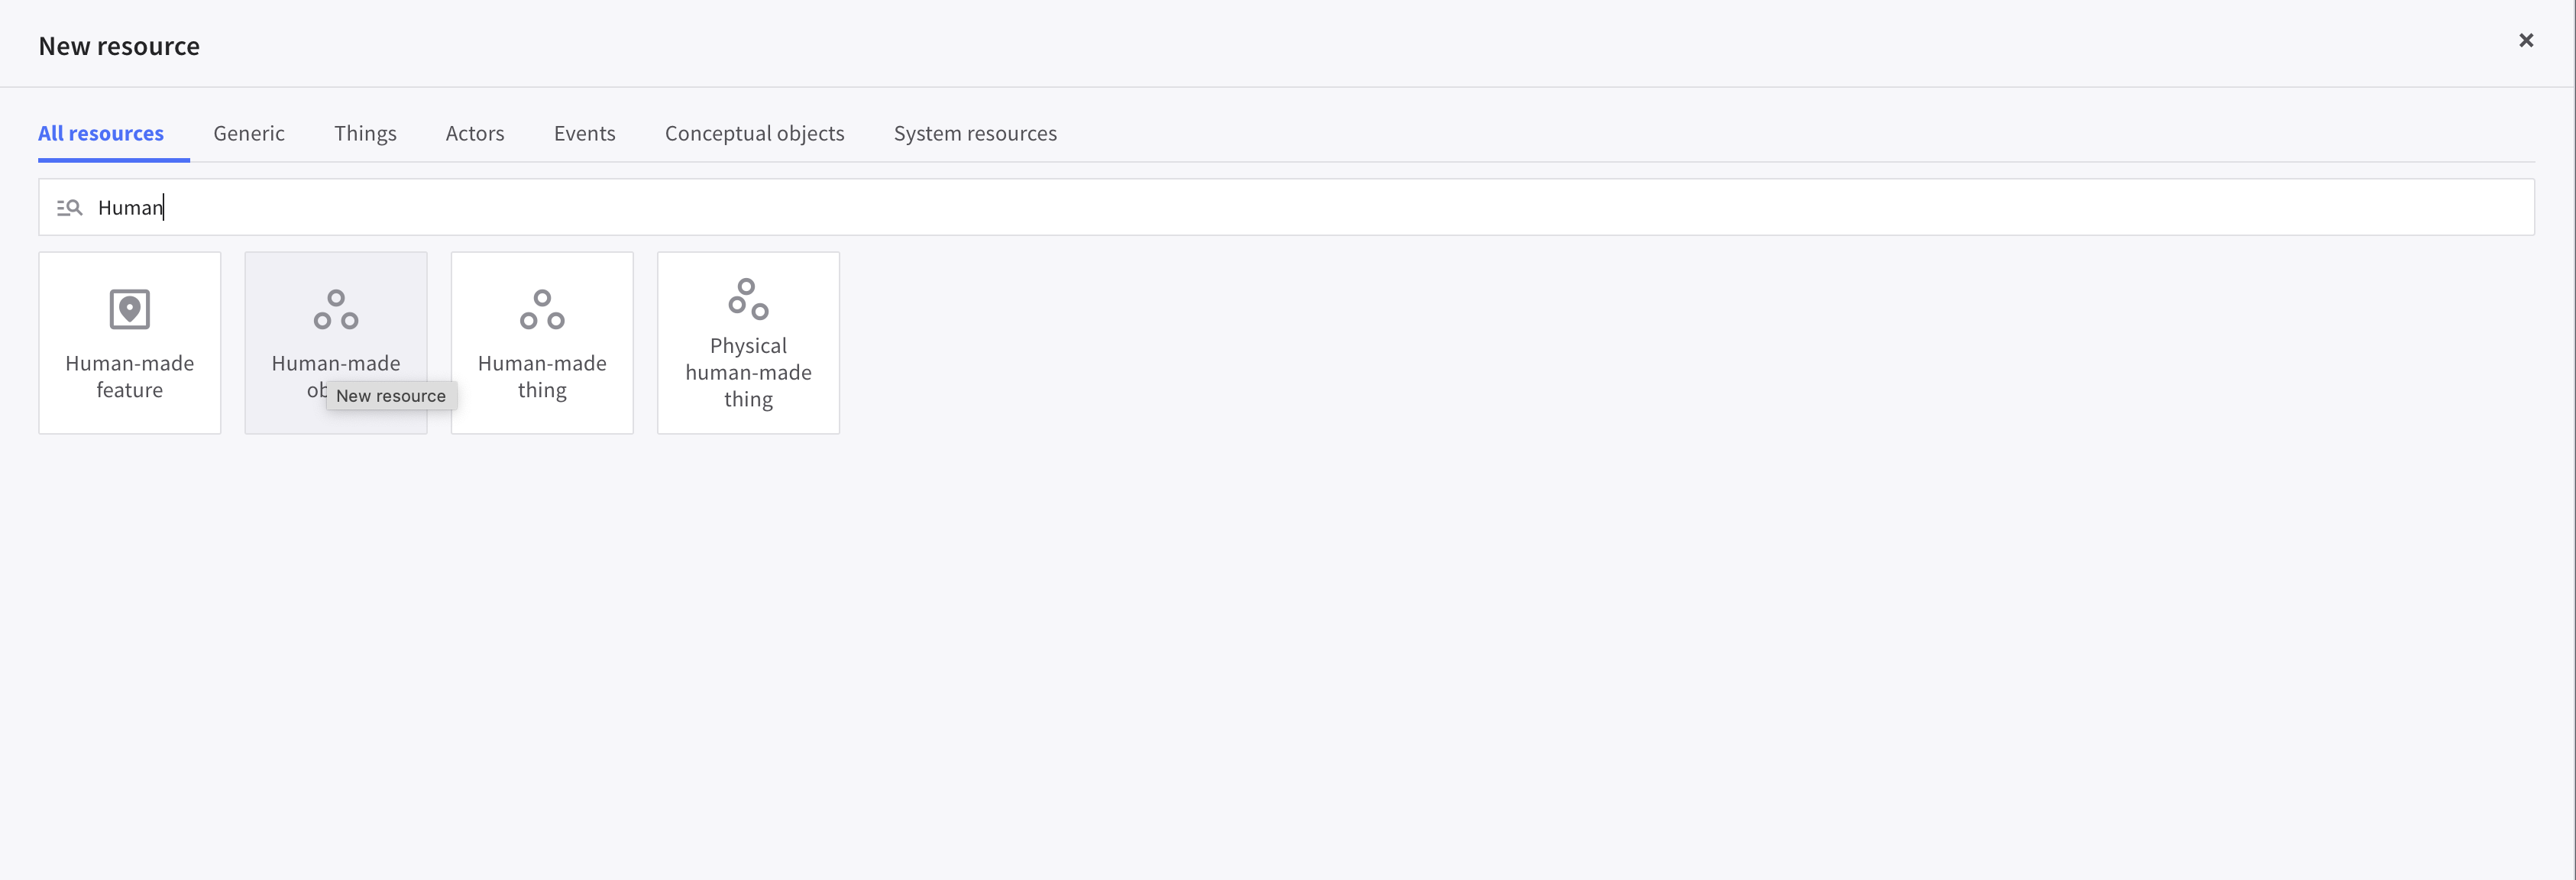 New resource
All resources
Generic
Things
Actors
Events
Conceptual objects
System resources
Human
Human-made
feature
Human-made
ob
New resource
Human-made
thing
Physical
human-made
thing